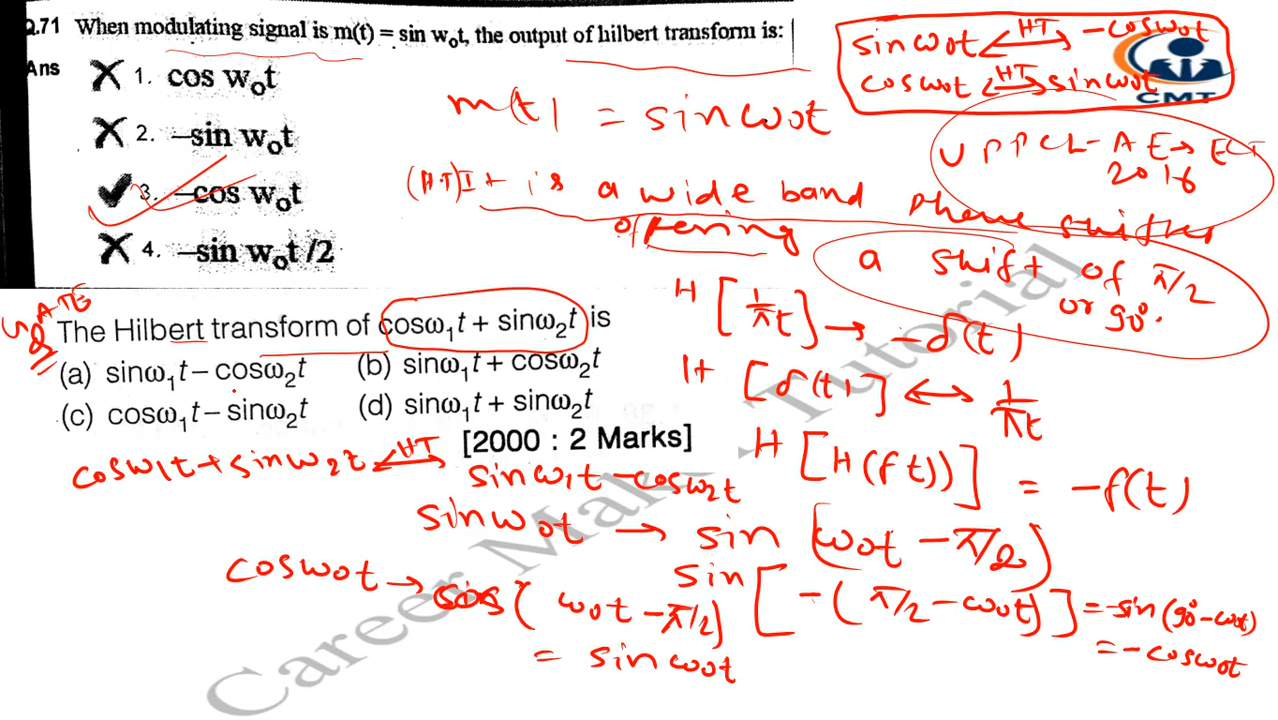 Q.71 When modulating signal is m(t) = sin w₀t, the output of hilbert transform is:
Ans
1. cos w₀t
2. –sin w₀t
3. –cos w₀t
4. –sin w₀t /2
sinω₀t <-HT-> -cosω₀t
cosω₀t <-HT-> sinω₀t
CMT
m(t) = sinω₀t
UPPCL-AE→
2016
(H.T) It is a wide band phase shifter
offering
a shift of π/2
or 90°.
H [1/πt] → -δ(t)
H [δ(t)] ↔ 1/πt
H [H(f t))] = -f(t)
GATE
The Hilbert transform of cosω₁t + sinω₂t is
(a) sinω₁t – cosω₂t (b) sinω₁t + cosω₂t
(c) cosω₁t – sinω₂t (d) sinω₁t + sinω₂t
[2000 : 2 Marks]
cosω₁t + sinω₂t <-HT-> sinω₁t - cosω₂t
sinω₀t → sin (ω₀t - π/2)
sin [-(π/2 - ω₀t)] = -sin(90°-ω₀t)
= -cosω₀t
cosω₀t → cos(ω₀t - π/2)
= sinω₀t
Career Make Tutorial